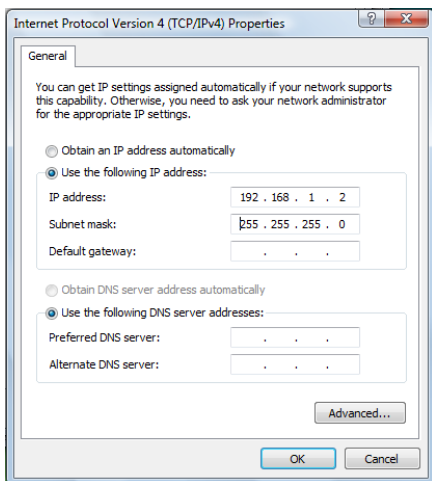 Internet Protocol Version 4 (TCP/IPv4) Properties
General
You can get IP settings assigned automatically if your network supports
this capability. Otherwise, you need to ask your network administrator
for the appropriate IP settings.
Obtain an IP address automatically
Use the following IP address:
IP address: 192 . 168 . 1 . 2
Subnet mask: 255 . 255 . 255 . 0
Default gateway: . . .
Obtain DNS server address automatically
Use the following DNS server addresses:
Preferred DNS server: . . .
Alternate DNS server: . . .
Advanced...
OK Cancel